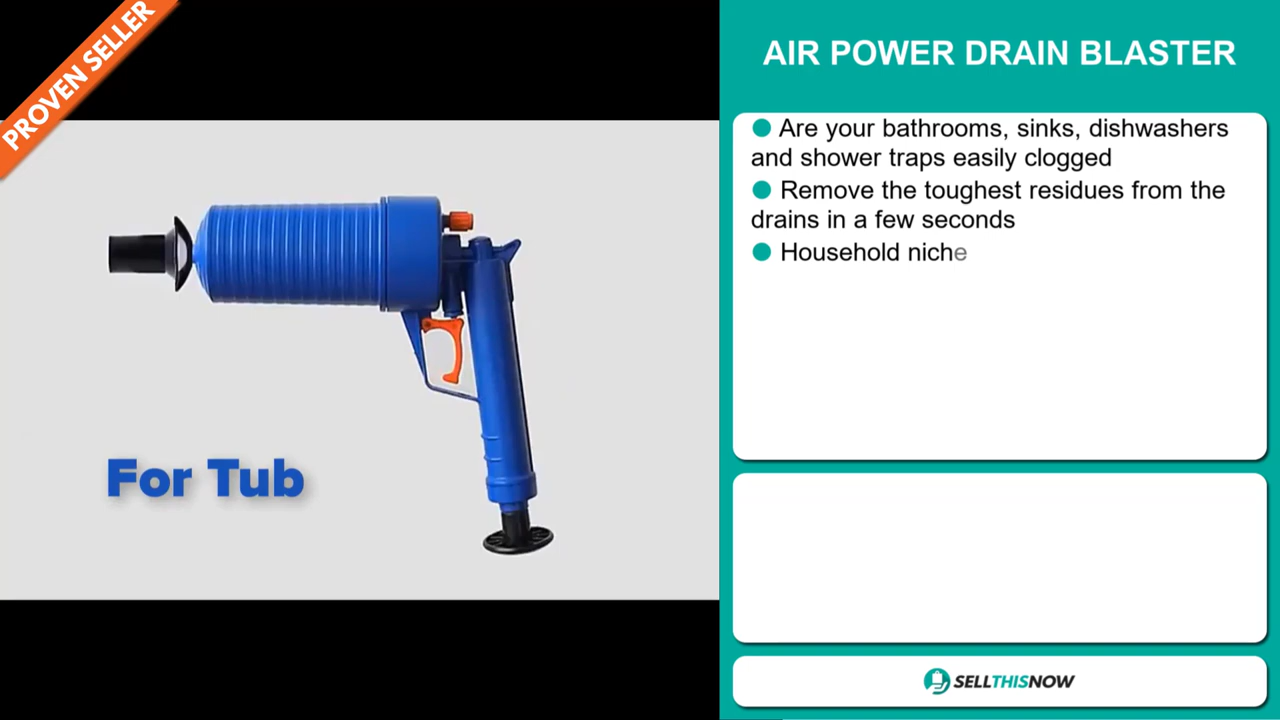 PROVEN SELLER
AIR POWER DRAIN BLASTER
Are your bathrooms, sinks, dishwashers
and shower traps easily clogged
Remove the toughest residues from the
drains in a few seconds
Household niche
For Tub
SELLTHISNOW